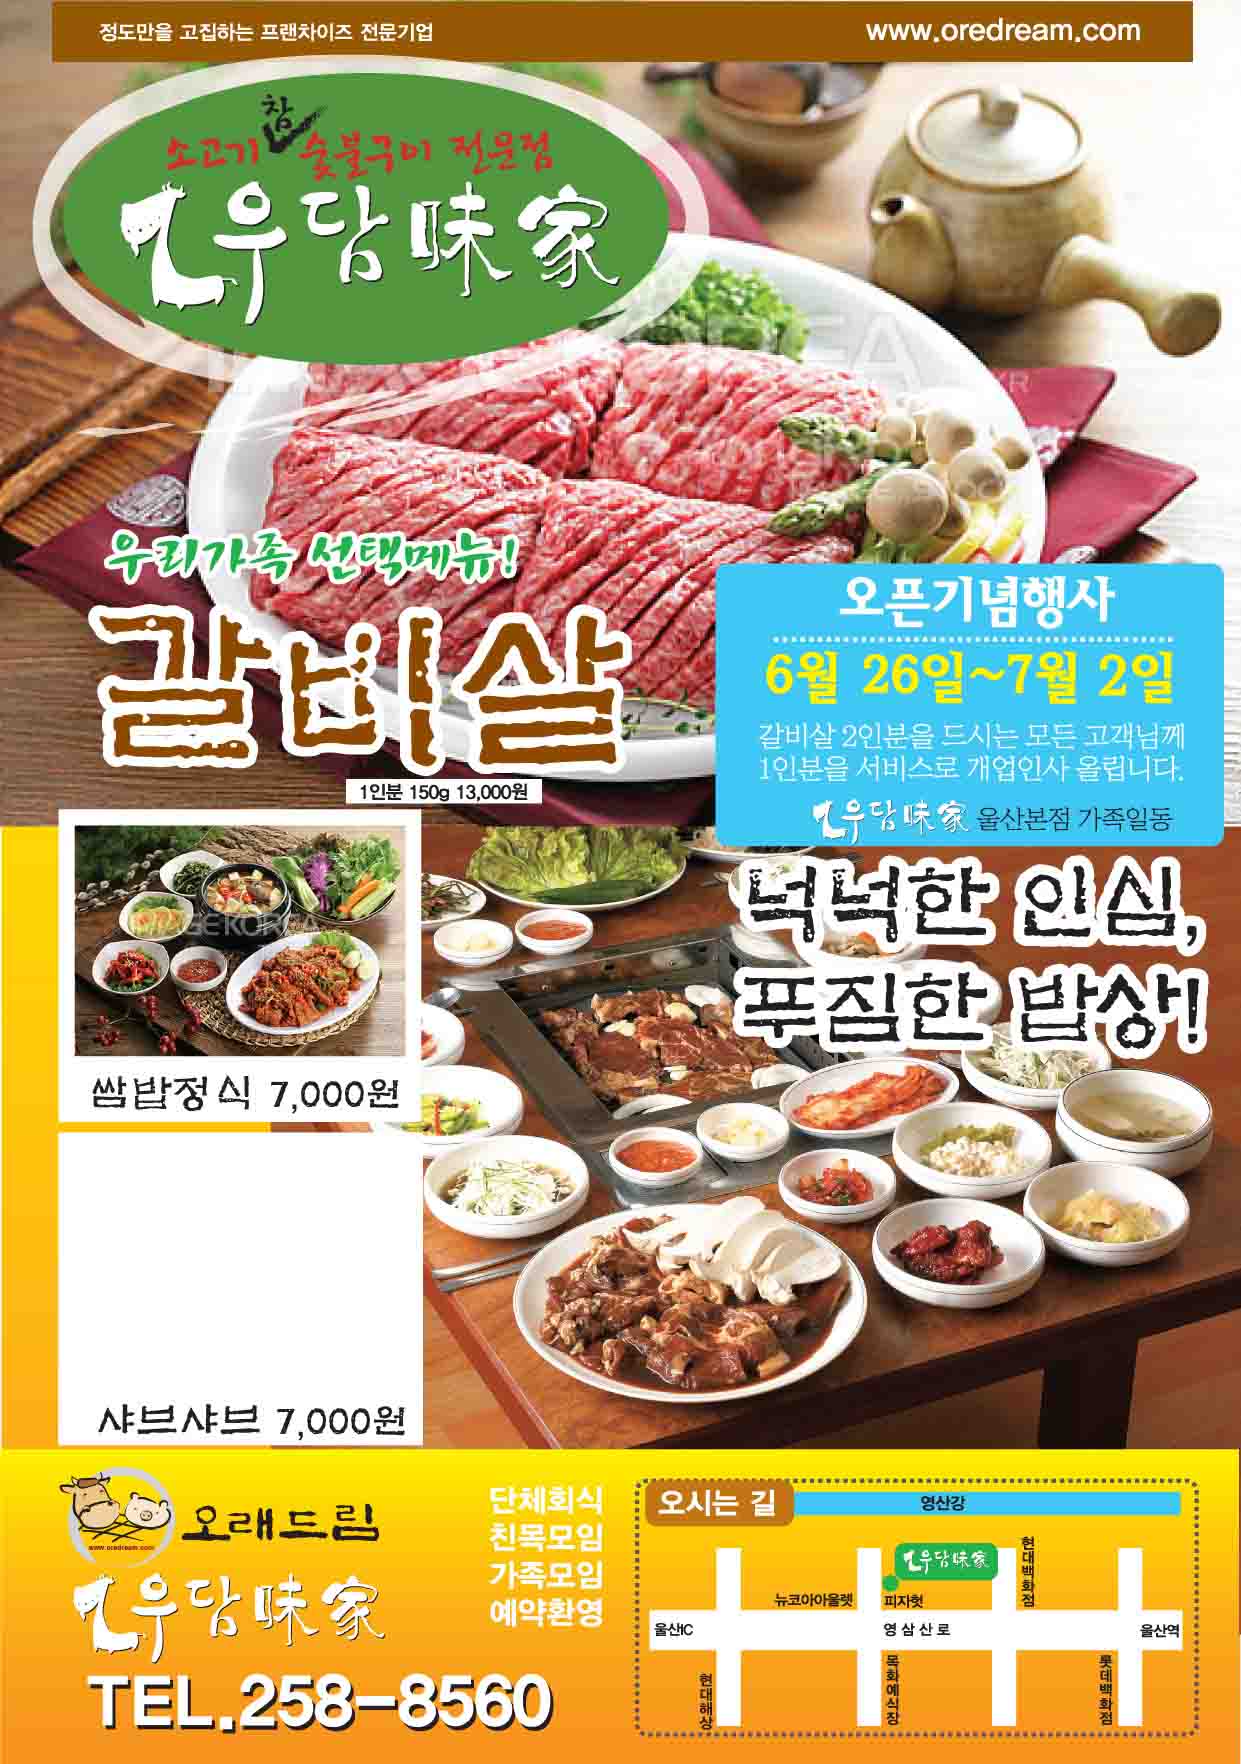 정도만을 고집하는 프랜차이즈 전문기업
www.oredream.com
소고기 참 숯불구이 전문점
우담味家
IMAGE KOREA
우리가족 선택메뉴!
갈비살
1인분 150g 13,000원
오픈기념행사
6월 26일~7월 2일
갈비살 2인분을 드시는 모든 고객님께
1인분을 서비스로 개업인사 올립니다.
우담味家 울산본점 가족일동
넉넉한 인심,
푸짐한 밥상!
IMAGE KOREA
쌈밥정식 7,000원
샤브샤브 7,000원
www.oredream.com
오래드림
우담味家
TEL.258-8560
단체회식
친목모임
가족모임
예약환영
오시는 길
영산강
우담味家
현대백화점
뉴코아아울렛
피자헛
울산IC
영삼산로
울산역
현대해상
목화예식장
롯데백화점